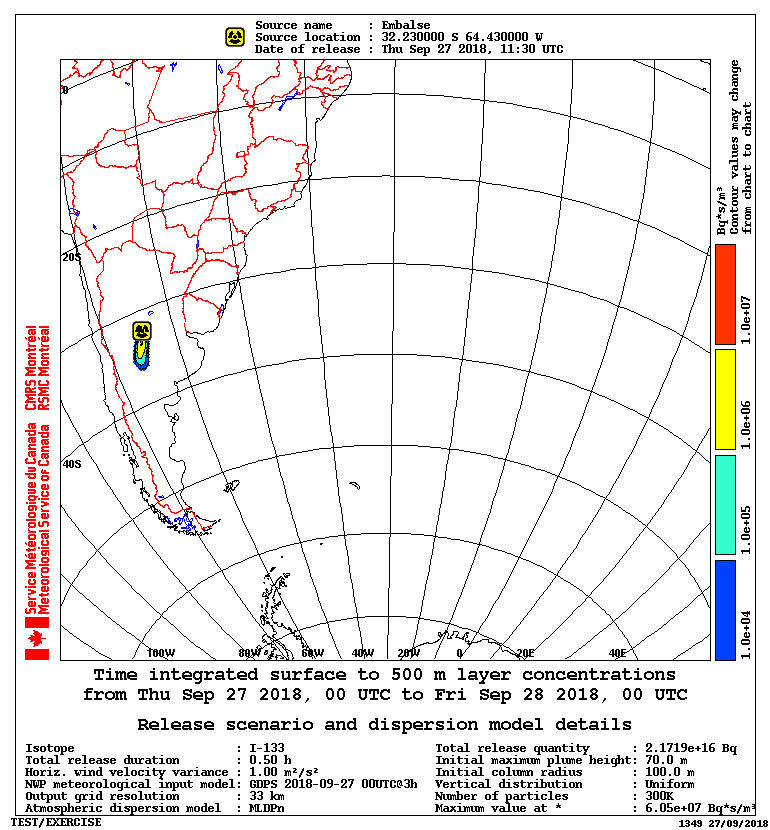 Source name : Embalse
Source location : 32.230000 S 64.430000 W
Date of release : Thu Sep 27 2018, 11:30 UTC
0
20S
40S
100W 80W 60W 40W 20W 0 20E 40E
Service Météorologique du Canada CMRS Montréal
Meteorological Service of Canada RSMC Montréal
Bq*s/m³
Contour values may change
from chart to chart
1.0e+07
1.0e+06
1.0e+05
1.0e+04
Time integrated surface to 500 m layer concentrations
from Thu Sep 27 2018, 00 UTC to Fri Sep 28 2018, 00 UTC
Release scenario and dispersion model details
Isotope : I-133 Total release quantity : 2.1719e+16 Bq
Total release duration : 0.50 h Initial maximum plume height: 70.0 m
Horiz. wind velocity variance : 1.00 m²/s² Initial column radius : 100.0 m
NWP meteorological input model: GDPS 2018-09-27 00UTC@3h Vertical distribution : Uniform
Output grid resolution : 33 km Number of particles : 300K
Atmospheric dispersion model : MLDPn Maximum value at * : 6.05e+07 Bq*s/m³
TEST/EXERCISE 1349 27/09/2018